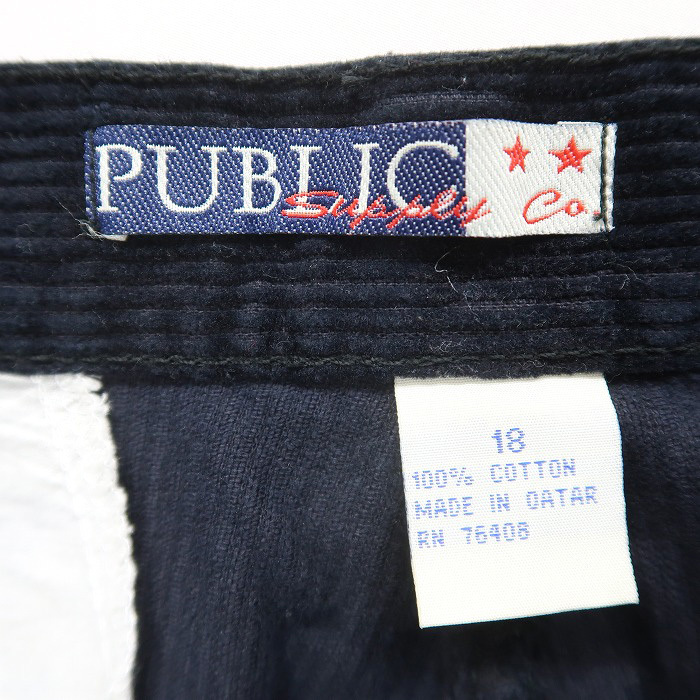 PUBLIC
Supply Co.
18
100% COTTON
MADE IN QATAR
RN 76408